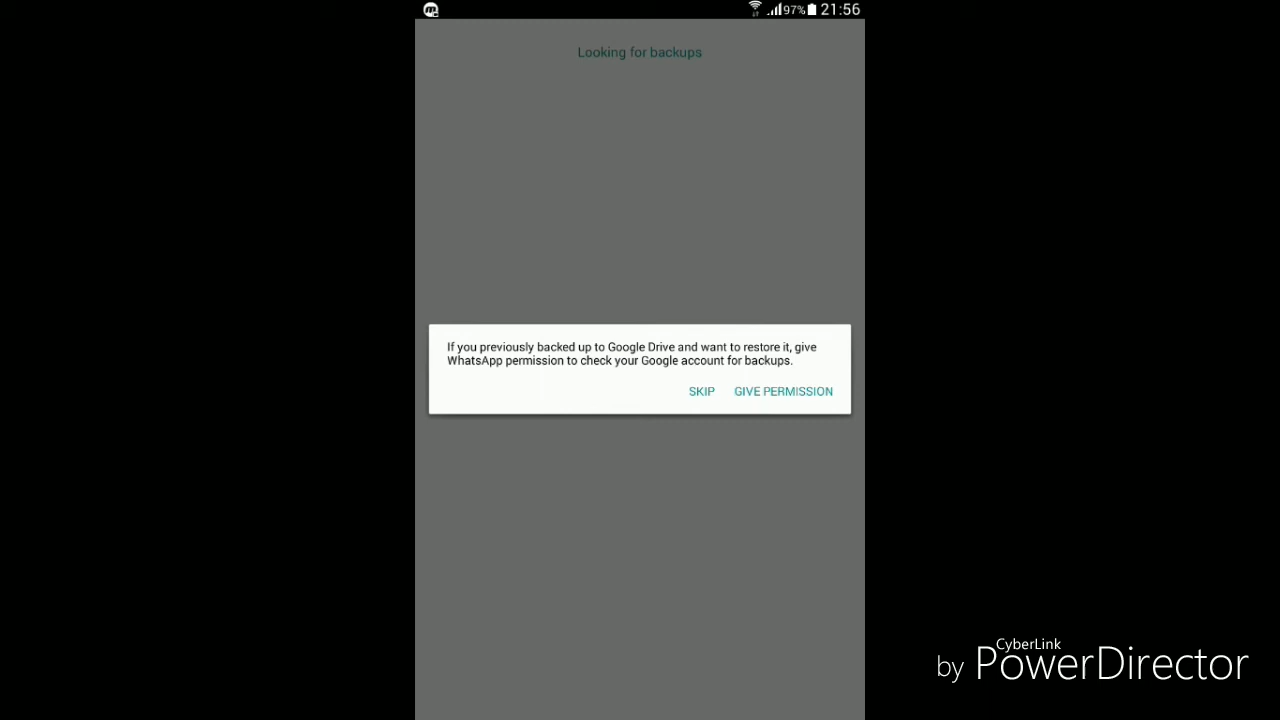 97% 21:56
Looking for backups
If you previously backed up to Google Drive and want to restore it, give
WhatsApp permission to check your Google account for backups.
SKIP GIVE PERMISSION
CyberLink
by PowerDirector